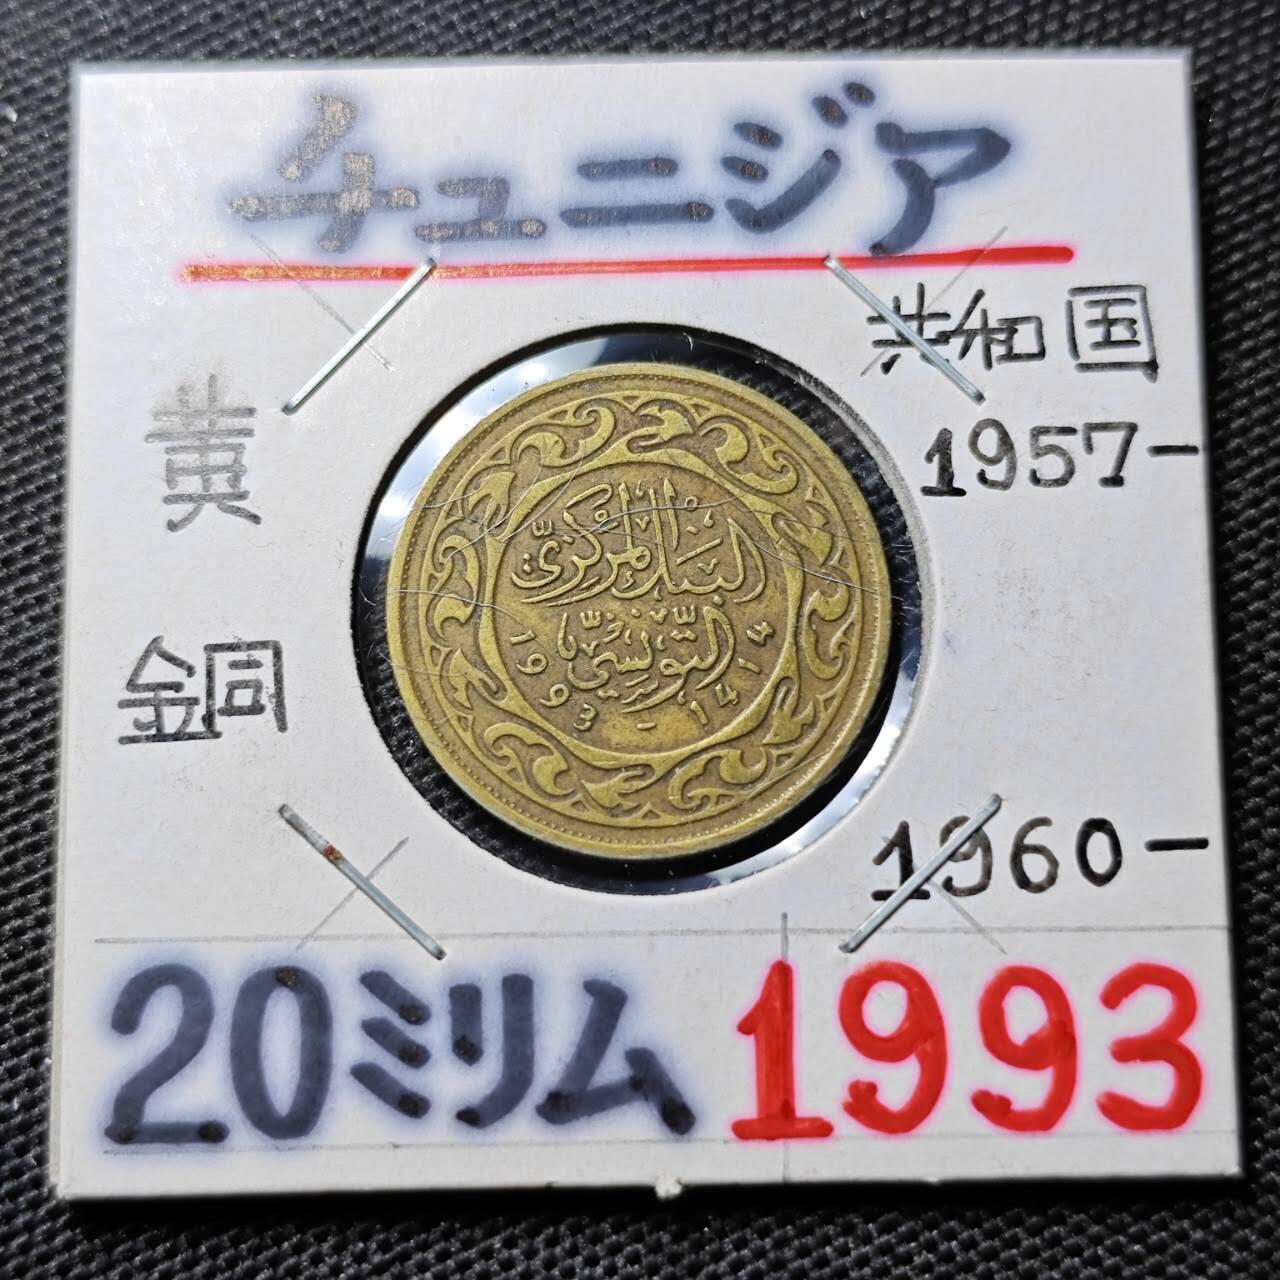 チュニジア
共和国
1957-
黄
銅
البنك المركزي
التونسي
1993-1414
1960-
20ミリム 1993